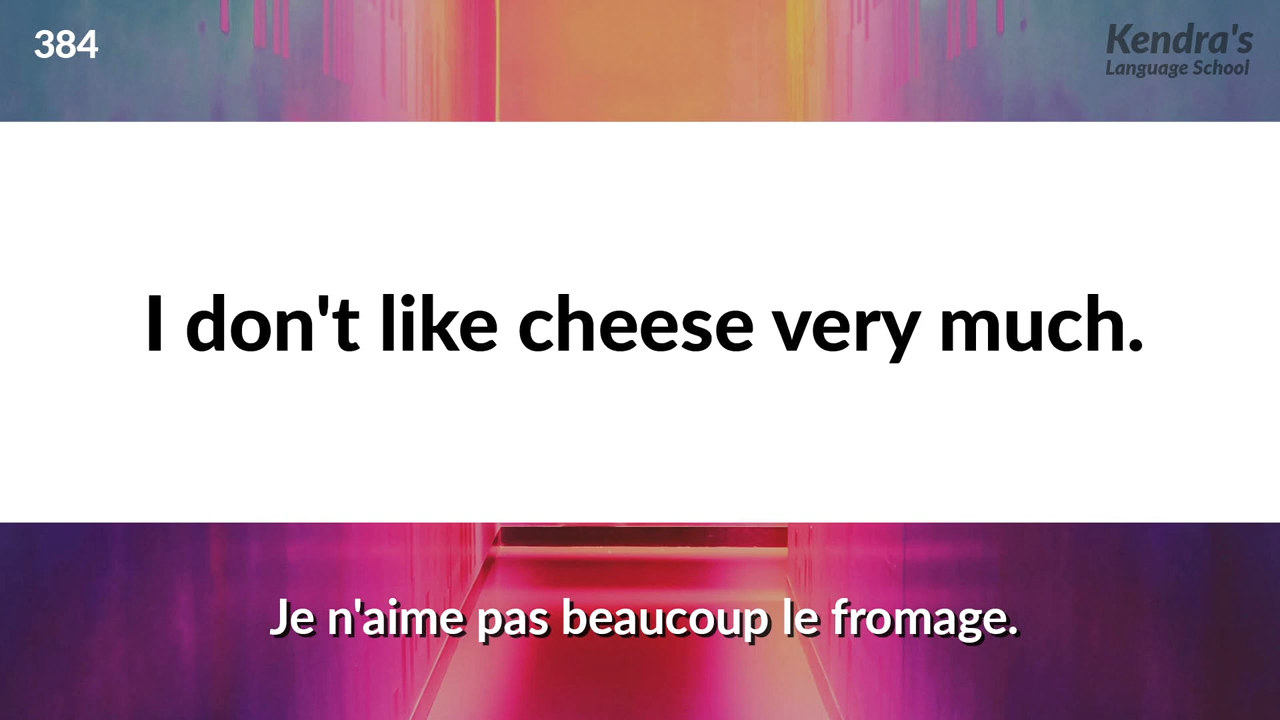 384
Kendra's
Language School
I don't like cheese very much.
Je n'aime pas beaucoup le fromage.